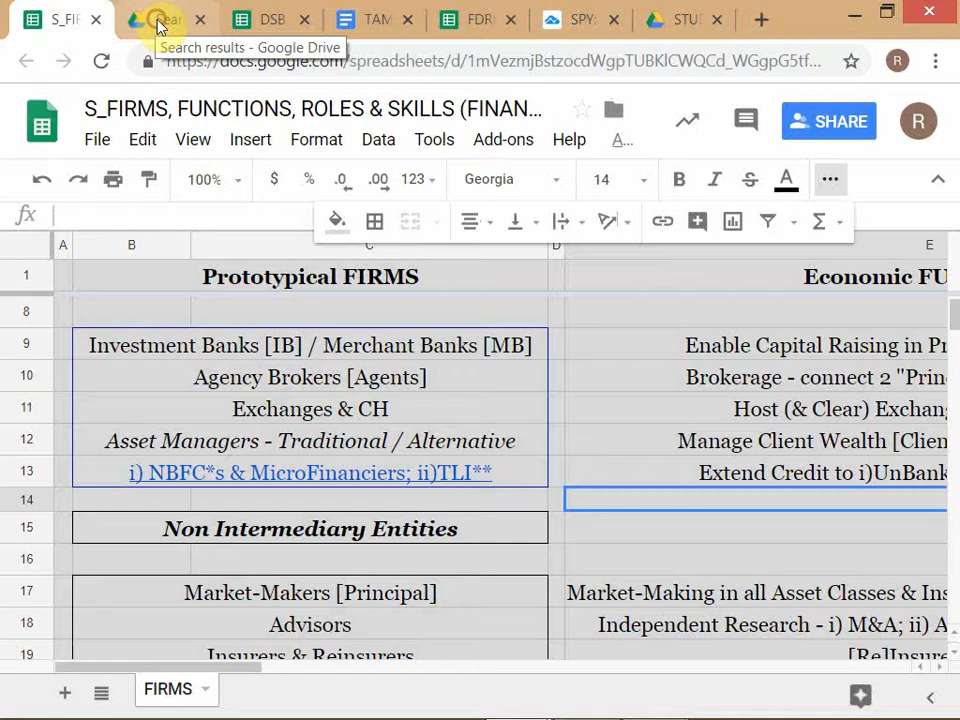 S_FI
ear
DSB
TAM
FDR
SPY:
STU
Search results - Google Drive
https://docs.google.com/spreadsheets/d/1mVezmjBstzocdWgpTUBKlCWQCd_WGgpG5tf...
R
S_FIRMS, FUNCTIONS, ROLES & SKILLS (FINAN...
File Edit View Insert Format Data Tools Add-ons Help A...
SHARE
R
100% $ % .0 .00 123 Georgia 14 B I S A ...
fx
A B C D E
1 Prototypical FIRMS Economic FU
8
9 Investment Banks [IB] / Merchant Banks [MB] Enable Capital Raising in Pr
10 Agency Brokers [Agents] Brokerage - connect 2 "Prin
11 Exchanges & CH Host (& Clear) Exchan
12 Asset Managers - Traditional / Alternative Manage Client Wealth [Clien
13 i) NBFC*s & MicroFinanciers; ii)TLI** Extend Credit to i)UnBank
14
15 Non Intermediary Entities
16
17 Market-Makers [Principal] Market-Making in all Asset Classes & Ins
18 Advisors Independent Research - i) M&A; ii) A
19 Insurers & Reinsurers [Re]Insure
FIRMS